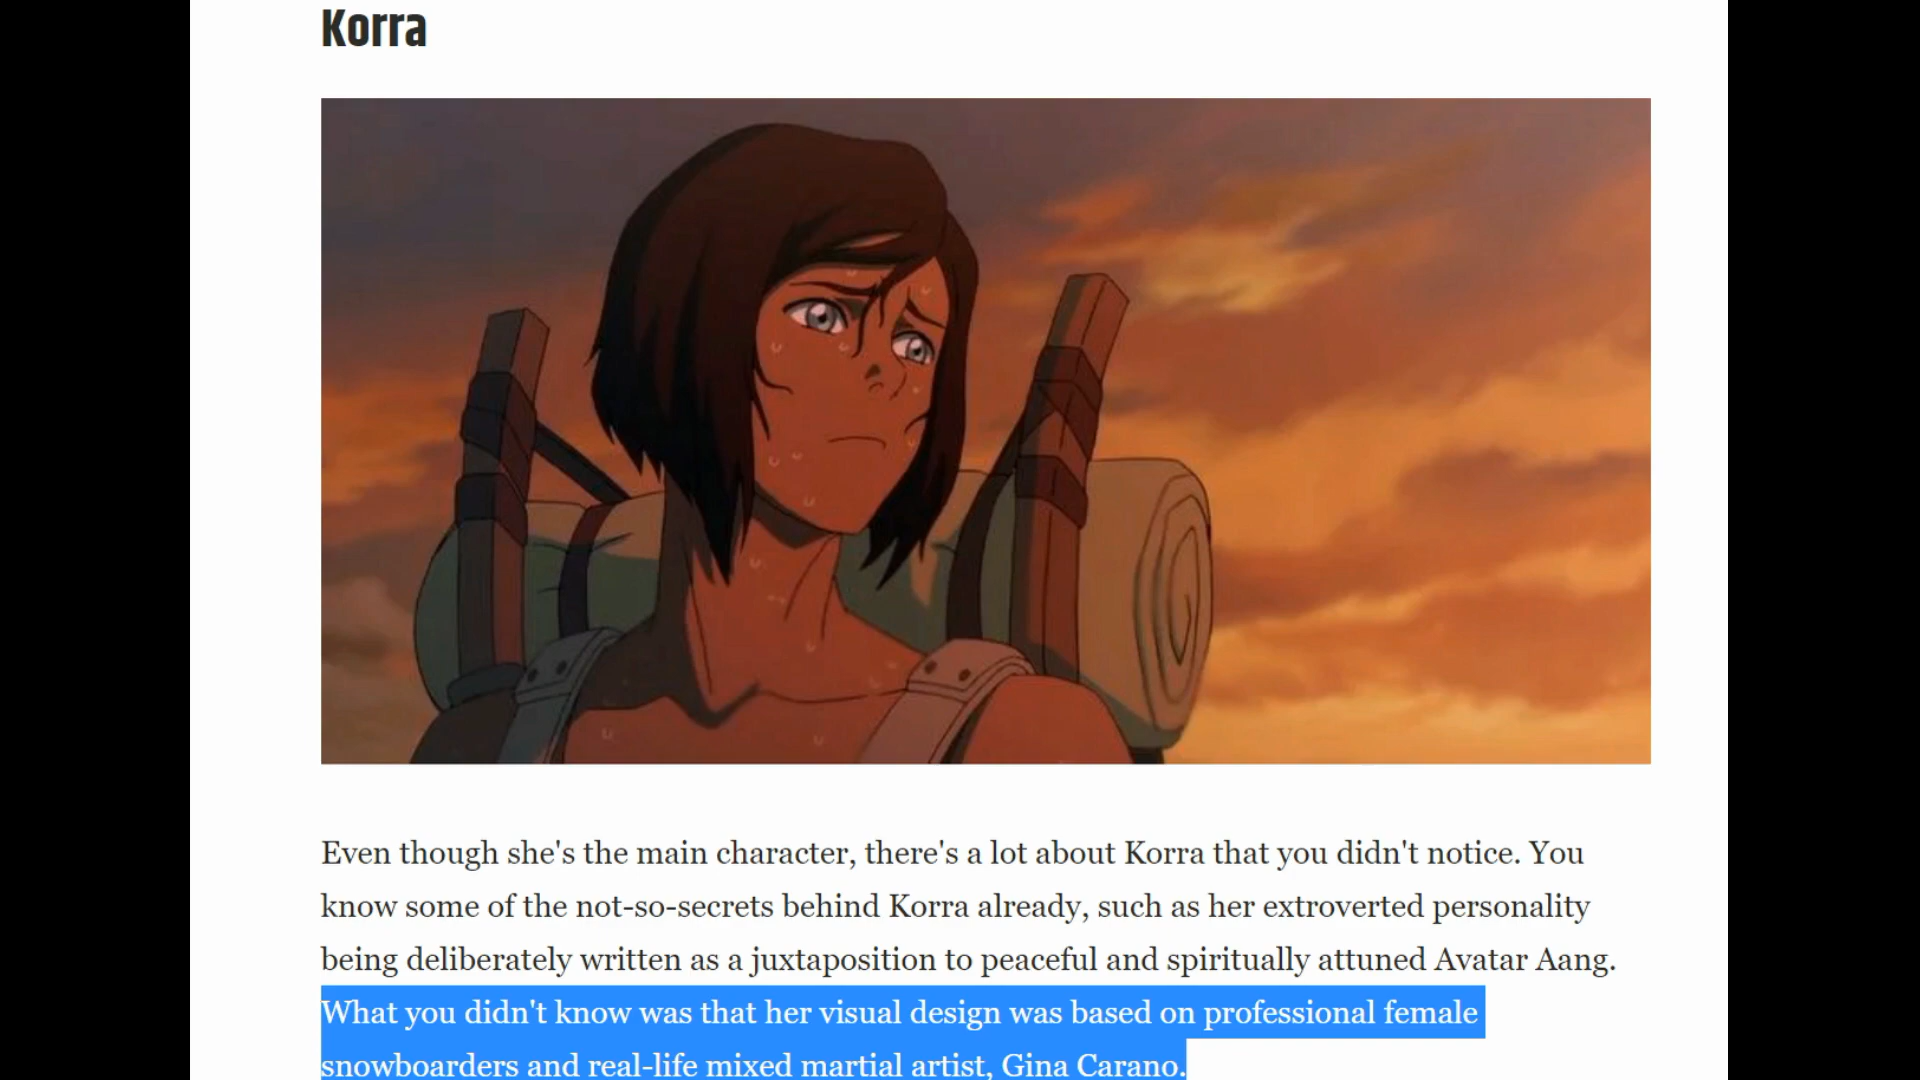 Korra
Even though she's the main character, there's a lot about Korra that you didn't notice. You
know some of the not-so-secrets behind Korra already, such as her extroverted personality
being deliberately written as a juxtaposition to peaceful and spiritually attuned Avatar Aang.
What you didn't know was that her visual design was based on professional female
snowboarders and real-life mixed martial artist, Gina Carano.